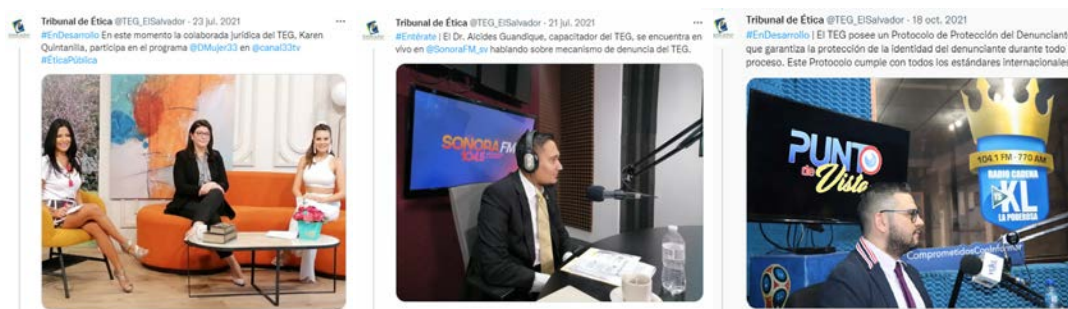 Tribunal de Ética @TEG_ElSalvador · 23 jul. 2021
#EnDesarrollo En este momento la colaborada jurídica del TEG, Karen
Quintanilla, participa en el programa @DMujer33 en @canal33tv
#ÉticaPública
Tribunal de Ética @TEG_ElSalvador · 21 jul. 2021
#Entérate | El Dr. Alcides Guandique, capacitador del TEG, se encuentra en
vivo en @SonoraFM_sv hablando sobre mecanismo de denuncia del TEG.
SONORA FM
104.5
Tribunal de Ética @TEG_ElSalvador · 18 oct. 2021
#EnDesarrollo | El TEG posee un Protocolo de Protección del Denunciante
que garantiza la protección de la identidad del denunciante durante todo
proceso. Este Protocolo cumple con todos los estándares internacionales
PUNTO
de
Vista
104.1 FM - 770 AM
RADIO CADENA
YS
KL
LA PODEROSA
ComprometidosConInformar